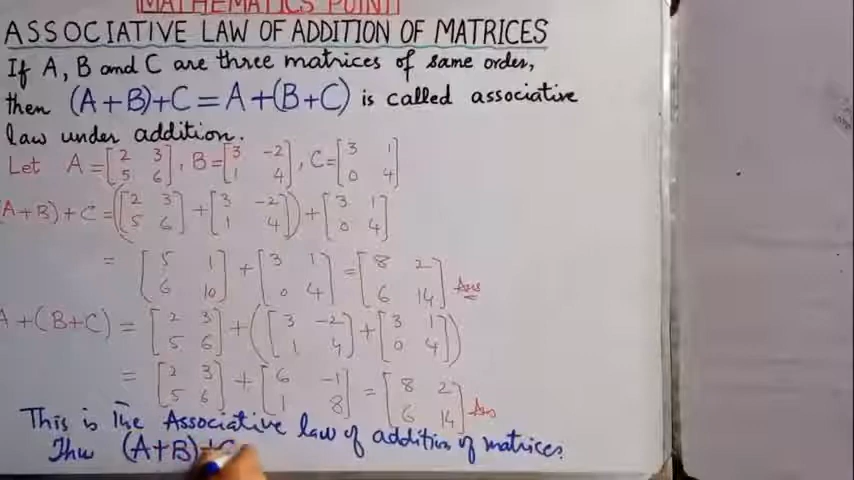 MATHEMATICS POINT
ASSOCIATIVE LAW OF ADDITION OF MATRICES
If A, B and C are three matrices of same order,
then (A+B)+C=A+(B+C) is called associative
law under addition.
Let A=[2 3 5 6], B=[3 -2 1 4], C=[3 1 0 4]
(A+B)+C=([2 3 5 6]+[3 -2 1 4])+[3 1 0 4]
=[5 1 6 10]+[3 1 0 4]=[8 2 6 14] Ans
A+(B+C)=[2 3 5 6]+([3 -2 1 4]+[3 1 0 4])
=[2 3 5 6]+[6 -1 1 8]=[8 2 6 14] Ans
This is the Associative law of addition of matrices.
Thus (A+B)+C